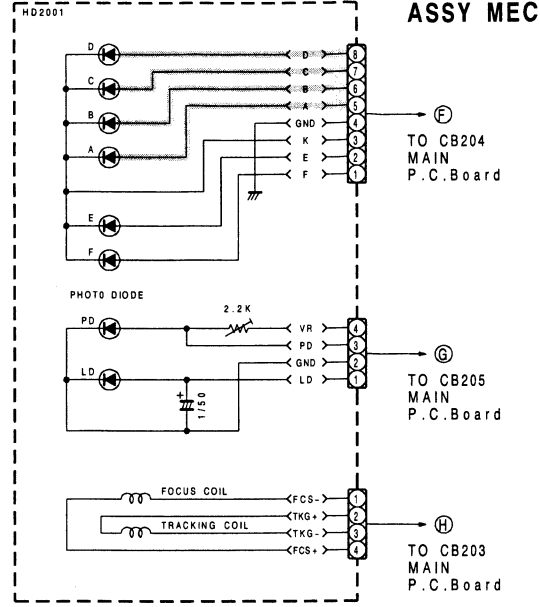 HD2001
ASSY MEC
D
D
8
C
C
7
B
B
6
A
A
5
GND
4
K
3
E
2
F
1
E
F
F
TO CB204
MAIN
P.C.Board
PHOTO DIODE
2.2K
PD
VR
4
PD
3
GND
2
LD
LD
1
+
1/50
G
TO CB205
MAIN
P.C.Board
FOCUS COIL
FCS-
1
TKG+
2
TRACKING COIL
TKG-
3
FCS+
4
H
TO CB203
MAIN
P.C.Board